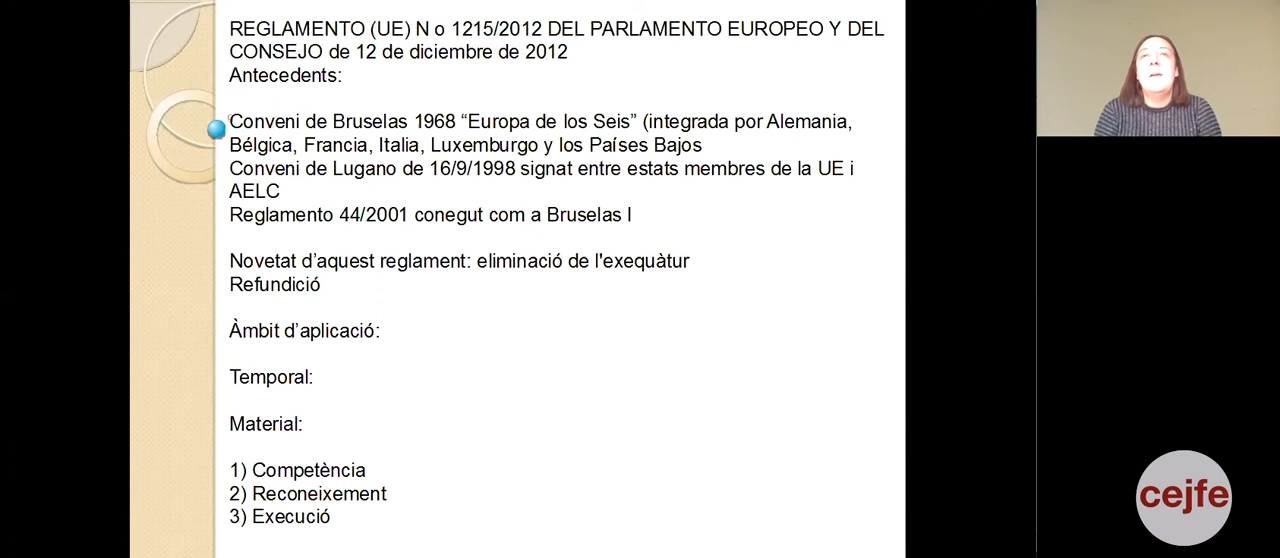 REGLAMENTO (UE) N o 1215/2012 DEL PARLAMENTO EUROPEO Y DEL
CONSEJO de 12 de diciembre de 2012
Antecedents:
Conveni de Bruselas 1968 “Europa de los Seis” (integrada por Alemania,
Bélgica, Francia, Italia, Luxemburgo y los Países Bajos
Conveni de Lugano de 16/9/1998 signat entre estats membres de la UE i
AELC
Reglamento 44/2001 conegut com a Bruselas I
Novetat d’aquest reglament: eliminació de l'exequàtur
Refundició
Àmbit d’aplicació:
Temporal:
Material:
1) Competència
2) Reconeixement
3) Execució
cejfe